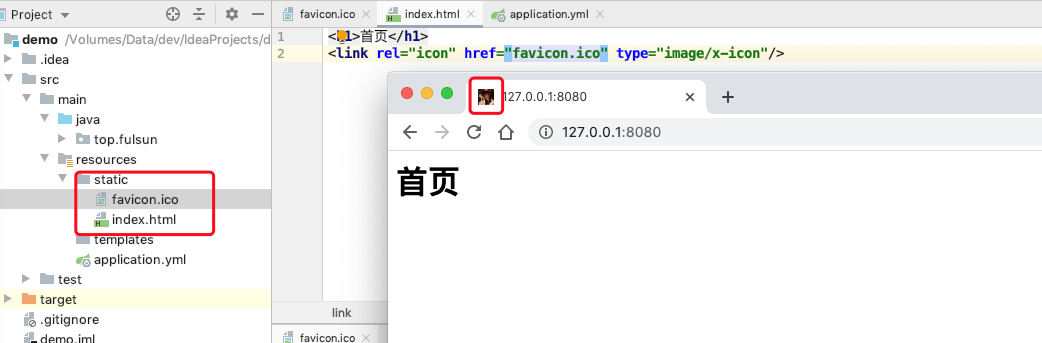 Project
demo /Volumes/Data/dev/IdeaProjects/d
.idea
src
main
java
top.fulsun
resources
static
favicon.ico
index.html
templates
application.yml
test
target
.gitignore
demo.iml
favicon.ico
index.html
application.yml
1 <h1>首页</h1>
2 <link rel="icon" href="favicon.ico" type="image/x-icon"/>
127.0.0.1:8080
127.0.0.1:8080
首页
link
favicon.ico